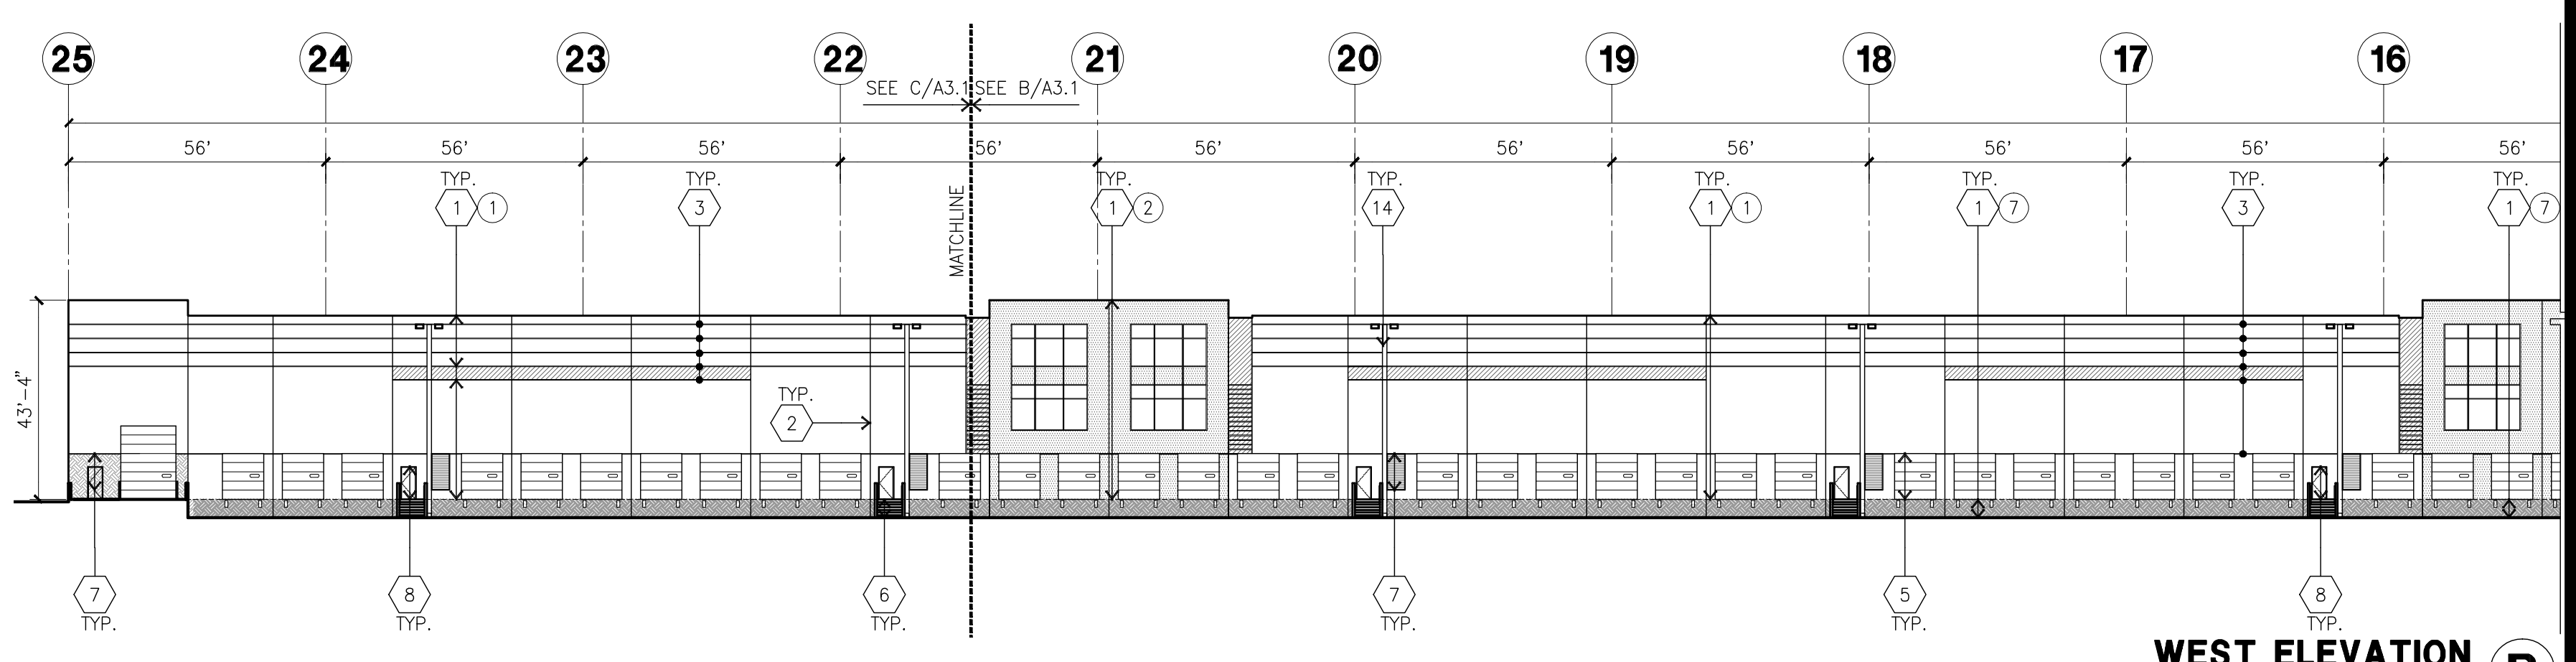 25 24 23 22 21 20 19 18 17 16
SEE C/A3.1 SEE B/A3.1
56' 56' 56' 56' 56' 56' 56' 56' 56' 56'
TYP. TYP. TYP. TYP. TYP. TYP. TYP. TYP.
1 1 3 1 2 14 1 1 1 7 3 1 7
MATCHLINE
43'-4"
TYP.
2
7 8 6 7 5 8
TYP. TYP. TYP. TYP. TYP. TYP.
WEST ELEVATION